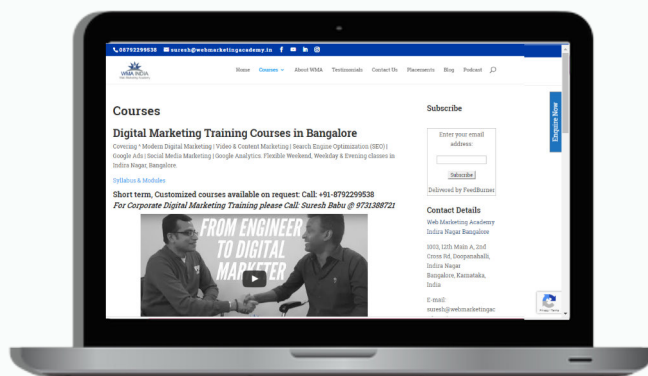 08792299538 suresh@webmarketingacademy.in
WMA INDIA
Home Courses About WMA Testimonials Contact Us Placements Blog Podcast
Courses
Digital Marketing Training Courses in Bangalore
Covering * Modern Digital Marketing | Video & Content Marketing | Search Engine Optimization (SEO) |
Google Ads | Social Media Marketing | Google Analytics. Flexible Weekend, Weekday & Evening classes in
Indira Nagar, Bangalore.
Syllabus & Modules
Short term, Customized courses available on request: Call: +91-8792299538
For Corporate Digital Marketing Training please Call: Suresh Babu @ 9731388721
FROM ENGINEER
TO DIGITAL
MARKETER
Subscribe
Enter your email
address:
Subscribe
Delivered by FeedBurner
Contact Details
Web Marketing Academy
Indira Nagar Bangalore
1003, 12th Main A, 2nd
Cross Rd, Doopanahalli,
Indira Nagar
Bangalore, Karnataka,
India
E-mail:
suresh@webmarketingac
Enquire Now
Privacy - Terms